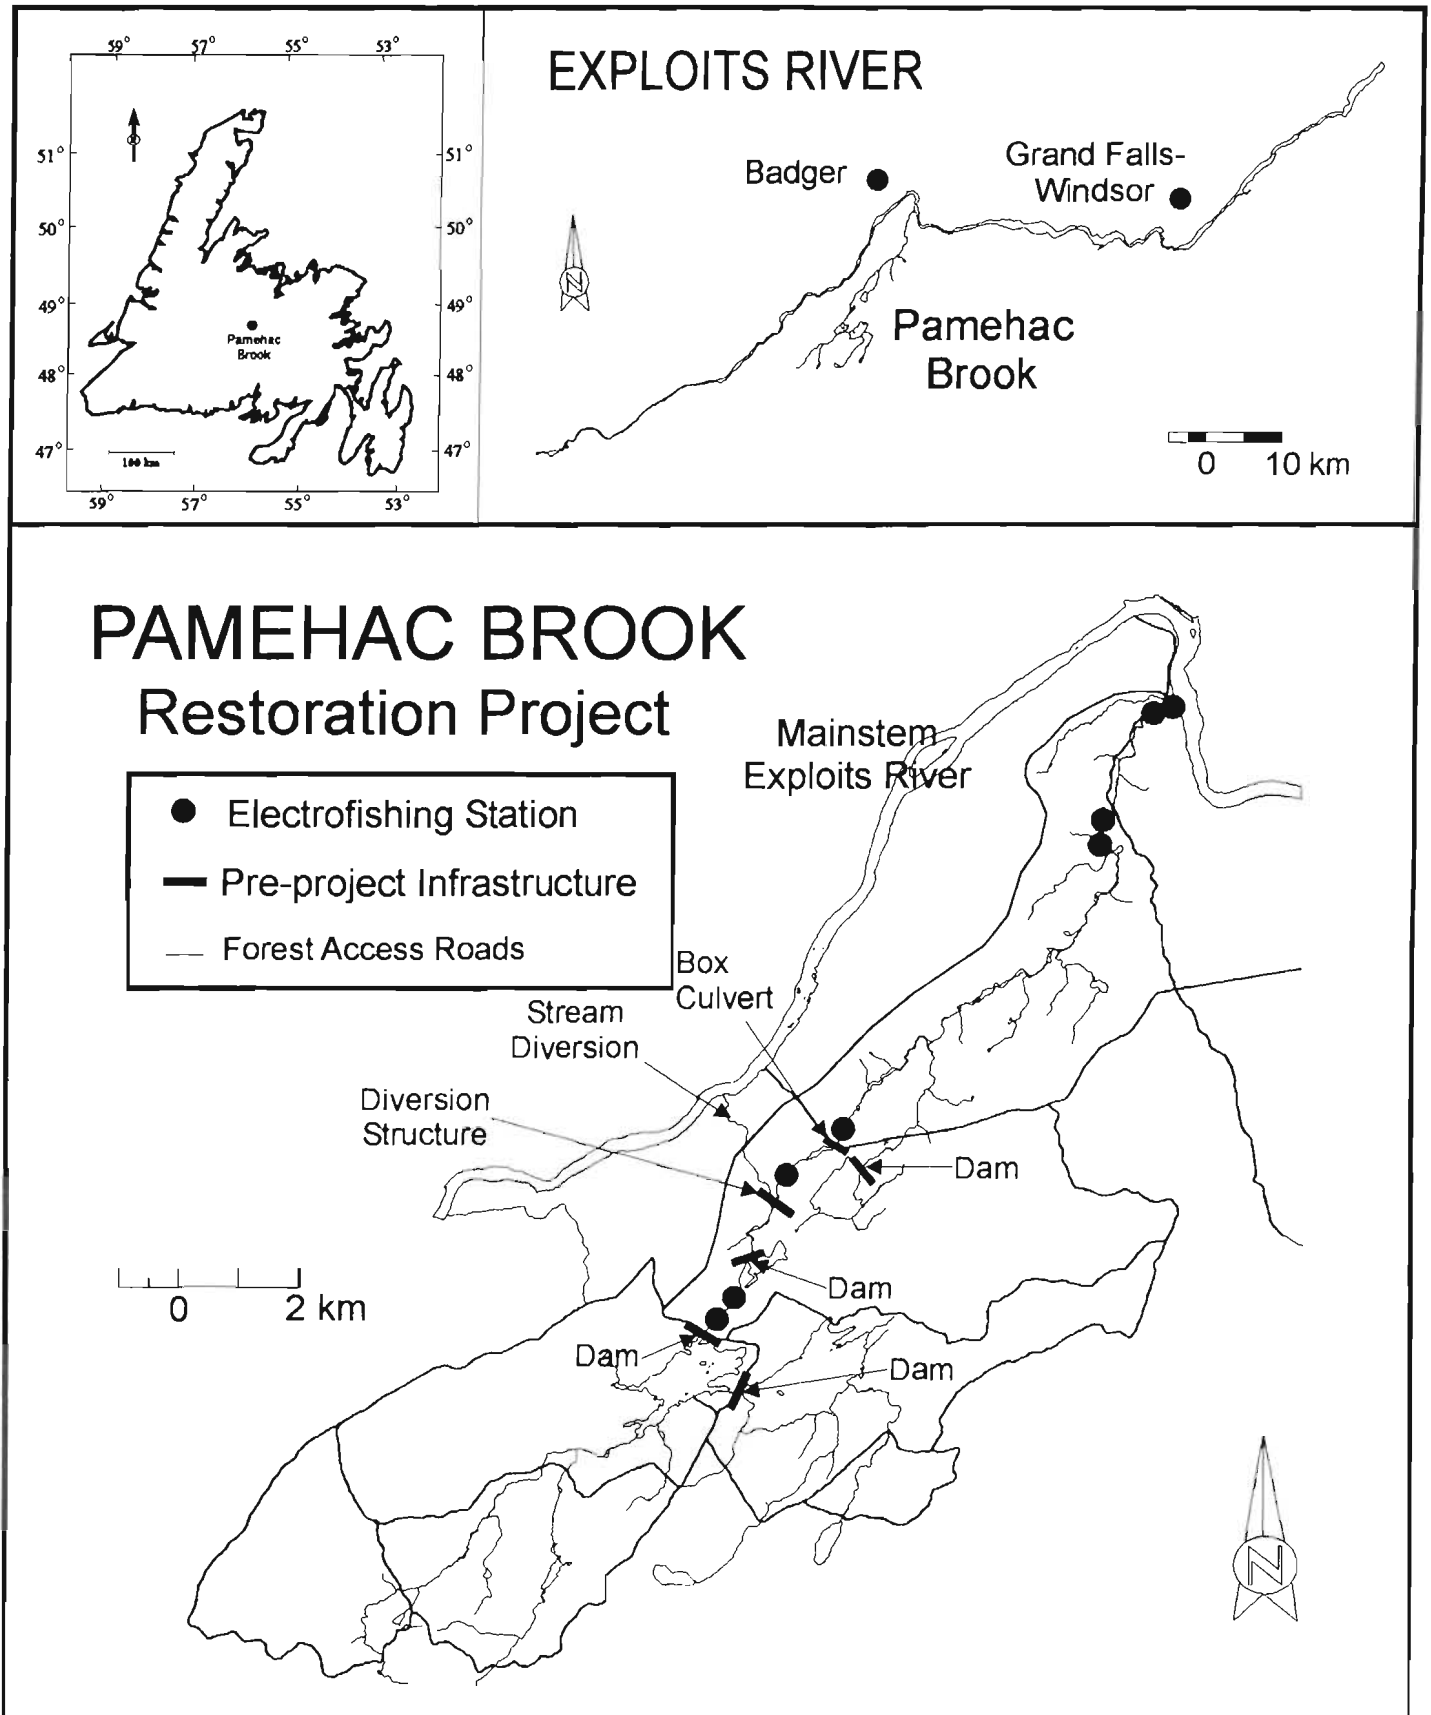 59° 57° 55° 53°
51° 51°
50° 50°
49° 49°
48° 48°
47° 47°
59° 57° 55° 53°
Pamehac
Brook
100 km
EXPLOITS RIVER
Badger
Grand Falls-
Windsor
Pamehac
Brook
N
0 10 km
PAMEHAC BROOK
Restoration Project
Electrofishing Station
Pre-project Infrastructure
Forest Access Roads
Mainstem
Exploits River
Box
Culvert
Stream
Diversion
Diversion
Structure
Dam
Dam
Dam
Dam
0 2 km
N